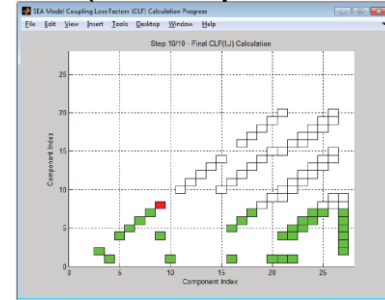 SEA Model Coupling Loss Factors (CLF) Calculation Progress
File Edit View Insert Tools Desktop Window Help
Step 10/10 - Final CLF(I,J) Calculation
25
20
15
10
5
0
Component Index
0 5 10 15 20 25
Component Index